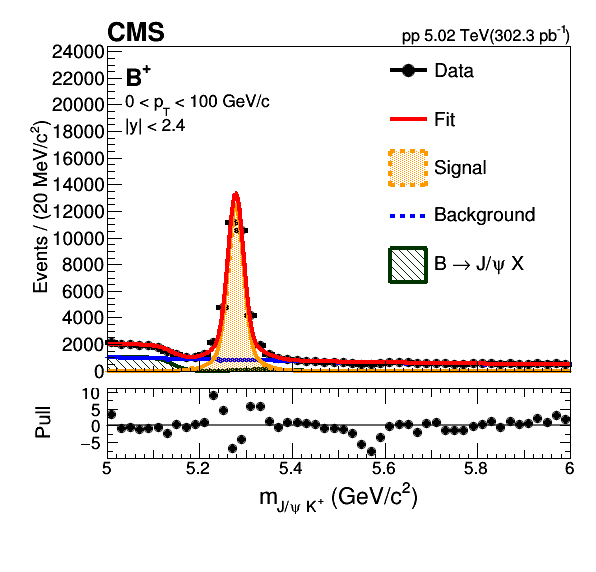 CMS
pp 5.02 TeV(302.3 pb⁻¹)
24000
22000
20000
18000
16000
14000
12000
10000
8000
6000
4000
2000
0
Events / (20 MeV/c²)
B⁺
0 < p_T < 100 GeV/c
|y| < 2.4
Data
Fit
Signal
Background
B → J/ψ X
10
5
0
−5
Pull
5 5.2 5.4 5.6 5.8 6
m_{J/ψ K⁺} (GeV/c²)